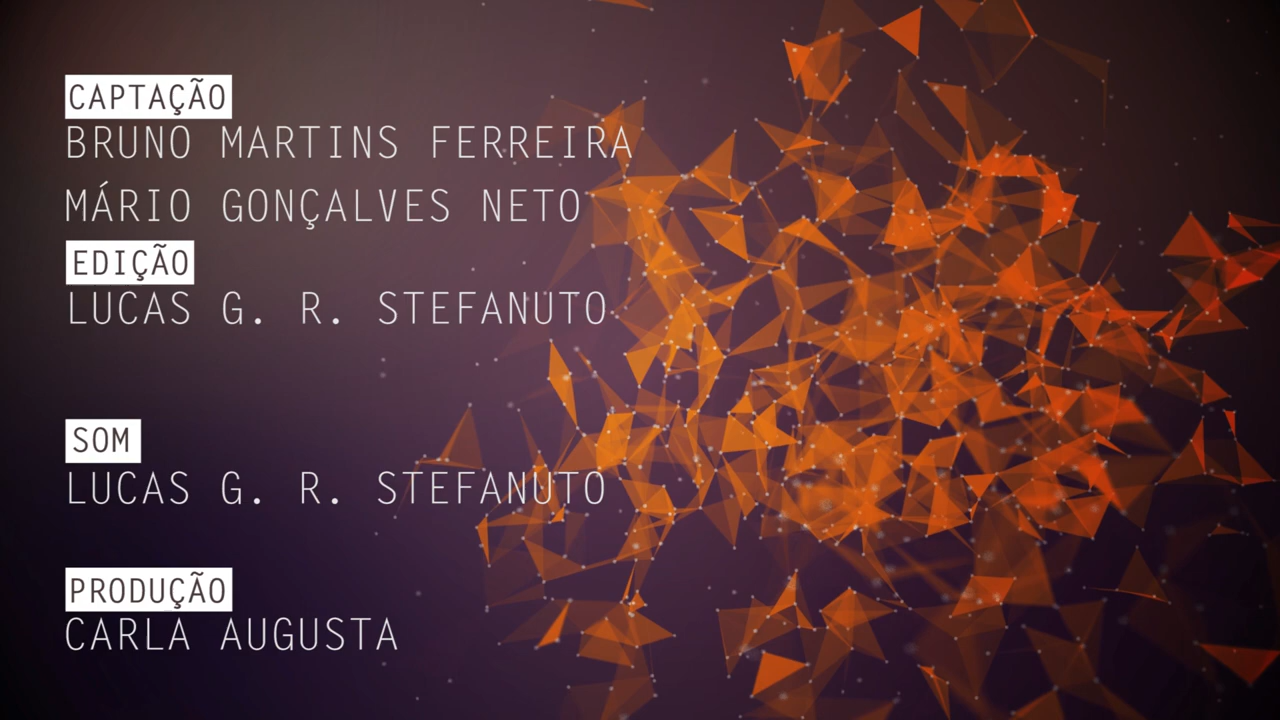 CAPTAÇÃO
BRUNO MARTINS FERREIRA
MÁRIO GONÇALVES NETO
EDIÇÃO
LUCAS G. R. STEFANUTO
SOM
LUCAS G. R. STEFANUTO
PRODUÇÃO
CARLA AUGUSTA